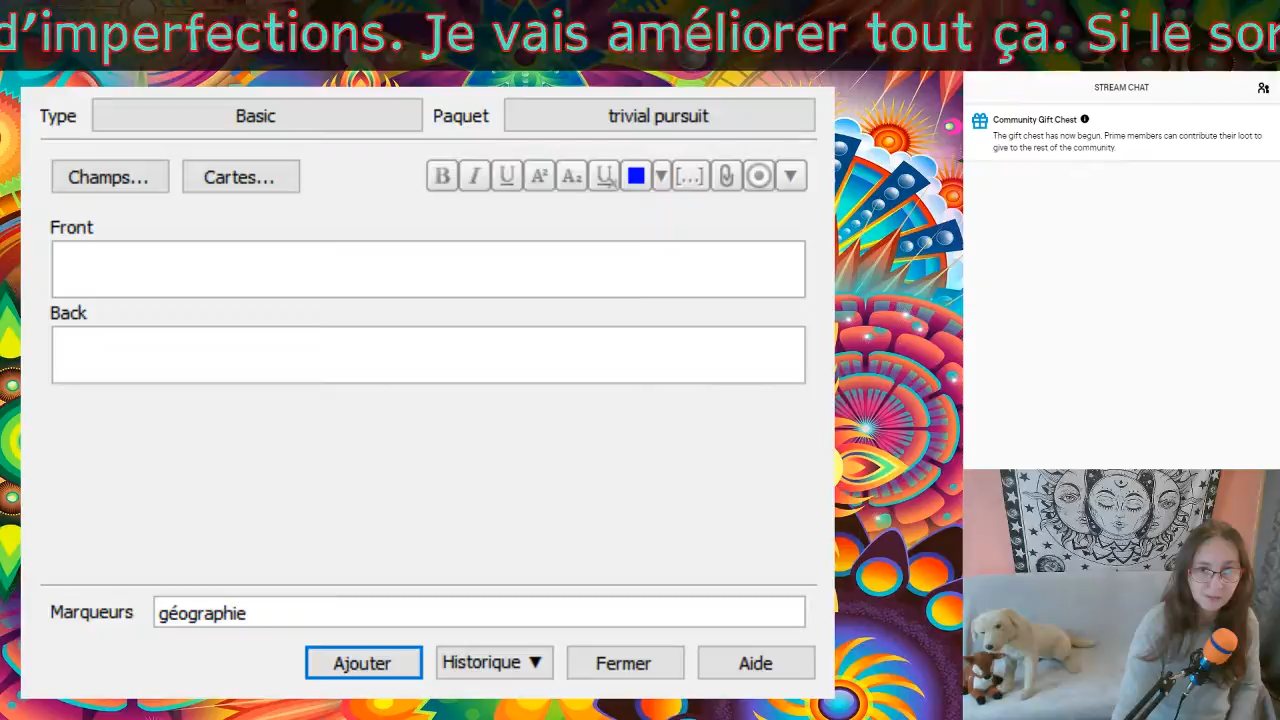 d'imperfections. Je vais améliorer tout ça. Si le
STREAM CHAT
Type Basic Paquet trivial pursuit
Community Gift Chest
The gift chest has now begun. Prime members can contribute their loot to
give to the rest of the community.
Champs... Cartes... B I U A² A₂ U [...]
Front
Back
Marqueurs géographie
Ajouter Historique ▼ Fermer Aide